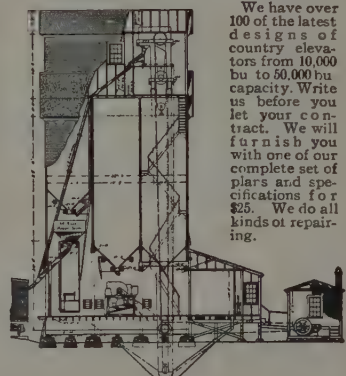 We have over
100 of the latest
designs of
country eleva-
tors from 10,000
bu to 50,000 bu
capacity. Write
us before you
let your con-
tract. We will
furnish you
with one of our
complete set of
plans and spe-
cifications for
$25. We do all
kinds of repair-
ing.